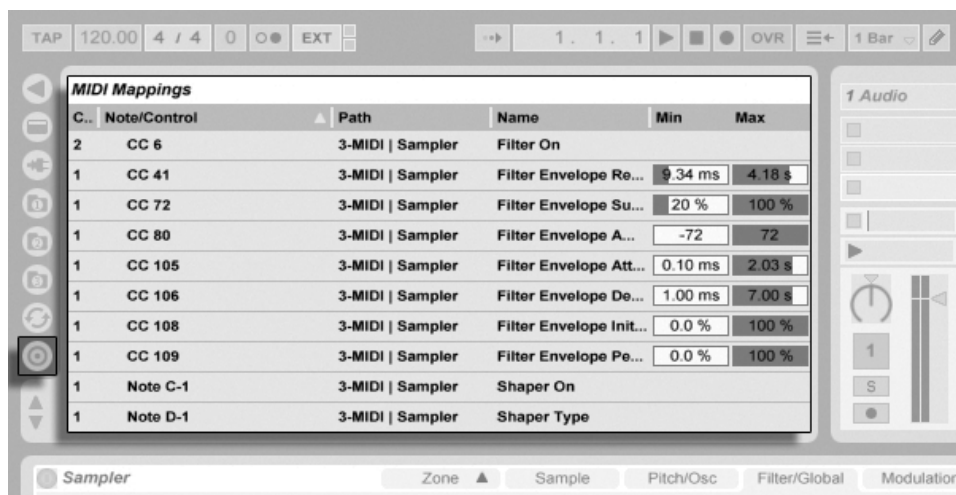 TAP 120.00 4 / 4 0 EXT 1. 1. 1 OVR 1 Bar
MIDI Mappings
C.. Note/Control Path Name Min Max
2 CC 6 3-MIDI | Sampler Filter On
1 CC 41 3-MIDI | Sampler Filter Envelope Re... 9.34 ms 4.18 s
1 CC 72 3-MIDI | Sampler Filter Envelope Su... 20 % 100 %
1 CC 80 3-MIDI | Sampler Filter Envelope A... -72 72
1 CC 105 3-MIDI | Sampler Filter Envelope Att... 0.10 ms 2.03 s
1 CC 106 3-MIDI | Sampler Filter Envelope De... 1.00 ms 7.00 s
1 CC 108 3-MIDI | Sampler Filter Envelope Init... 0.0 % 100 %
1 CC 109 3-MIDI | Sampler Filter Envelope Pe... 0.0 % 100 %
1 Note C-1 3-MIDI | Sampler Shaper On
1 Note D-1 3-MIDI | Sampler Shaper Type
1 Audio
1
S
1
2
3
Sampler Zone Sample Pitch/Osc Filter/Global Modulation